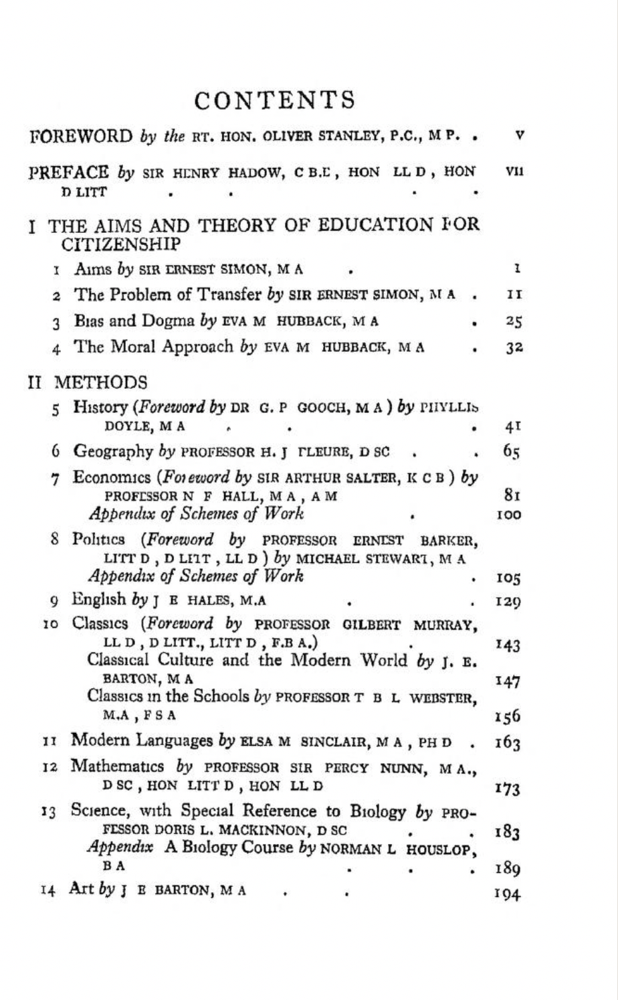 CONTENTS
FOREWORD by the RT. HON. OLIVER STANLEY, P.C., M P. . v
PREFACE by SIR HENRY HADOW, C B.E , HON LL D , HON vii
D LITT . . . .
I THE AIMS AND THEORY OF EDUCATION FOR
CITIZENSHIP
1 Aims by SIR ERNEST SIMON, M A . 1
2 The Problem of Transfer by SIR ERNEST SIMON, M A . 11
3 Bias and Dogma by EVA M HUBBACK, M A . 25
4 The Moral Approach by EVA M HUBBACK, M A . 32
II METHODS
5 History (Foreword by DR G. P GOOCH, M A ) by PHYLLIS
DOYLE, M A . . . 41
6 Geography by PROFESSOR H. J FLEURE, D SC . . 65
7 Economics (Foreword by SIR ARTHUR SALTER, K C B ) by
PROFESSOR N F HALL, M A , A M 81
Appendix of Schemes of Work . 100
8 Politics (Foreword by PROFESSOR ERNEST BARKER,
LITT D , D LITT , LL D ) by MICHAEL STEWART, M A
Appendix of Schemes of Work . 105
9 English by J E HALES, M.A . . 129
10 Classics (Foreword by PROFESSOR GILBERT MURRAY,
LL D , D LITT., LITT D , F.B A.) . 143
Classical Culture and the Modern World by J. E.
BARTON, M A 147
Classics in the Schools by PROFESSOR T B L WEBSTER,
M.A , F S A 156
11 Modern Languages by ELSA M SINCLAIR, M A , PH D . 163
12 Mathematics by PROFESSOR SIR PERCY NUNN, M A.,
D SC , HON LITT D , HON LL D 173
13 Science, with Special Reference to Biology by PRO-
FESSOR DORIS L. MACKINNON, D SC . . 183
Appendix A Biology Course by NORMAN L HOUSLOP,
B A . . . 189
14 Art by J E BARTON, M A . . 194